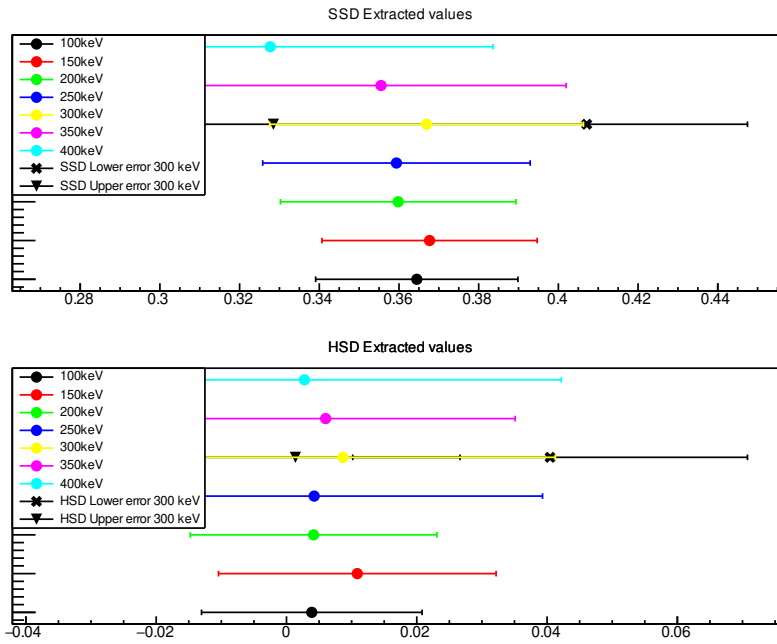 SSD Extracted values
100keV
150keV
200keV
250keV
300keV
350keV
400keV
SSD Lower error 300 keV
SSD Upper error 300 keV
0.28 0.3 0.32 0.34 0.36 0.38 0.4 0.42 0.44
HSD Extracted values
100keV
150keV
200keV
250keV
300keV
350keV
400keV
HSD Lower error 300 keV
HSD Upper error 300 keV
−0.04 −0.02 0 0.02 0.04 0.06